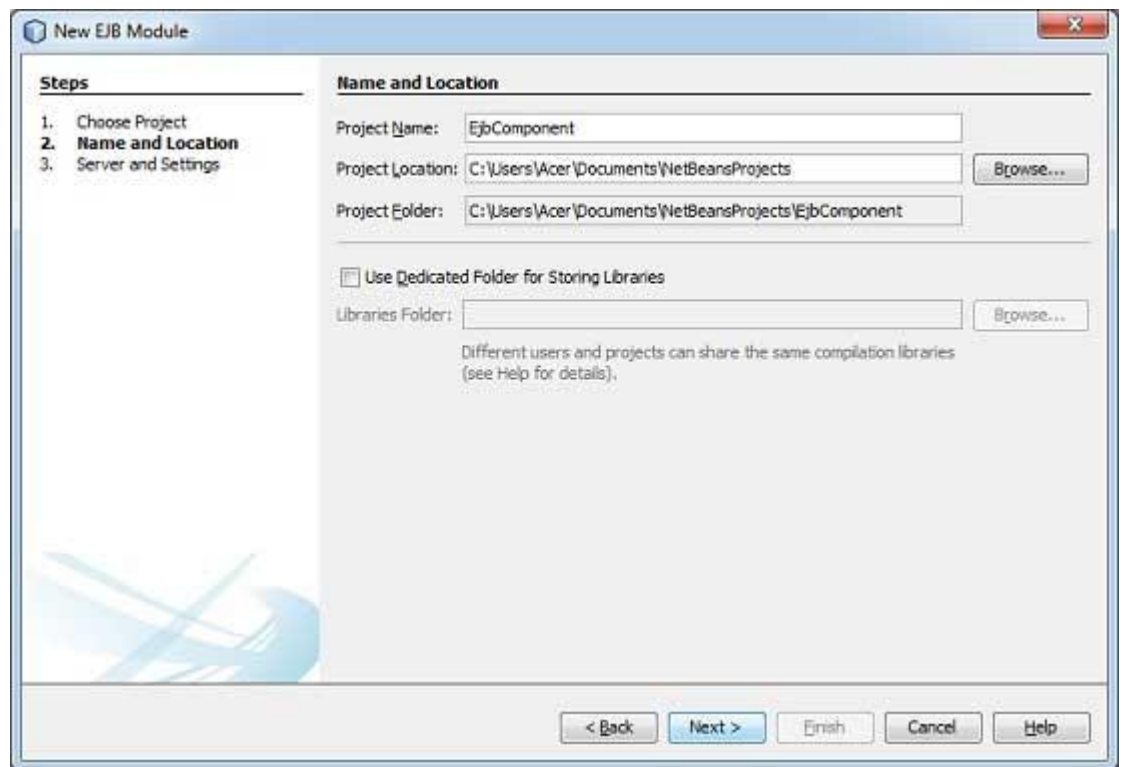 New EJB Module
Steps
1. Choose Project
2. Name and Location
3. Server and Settings
Name and Location
Project Name: EjbComponent
Project Location: C:\Users\Acer\Documents\NetBeansProjects Browse...
Project Folder: C:\Users\Acer\Documents\NetBeansProjects\EjbComponent
Use Dedicated Folder for Storing Libraries
Libraries Folder: Browse...
Different users and projects can share the same compilation libraries
(see Help for details).
< Back Next > Finish Cancel Help